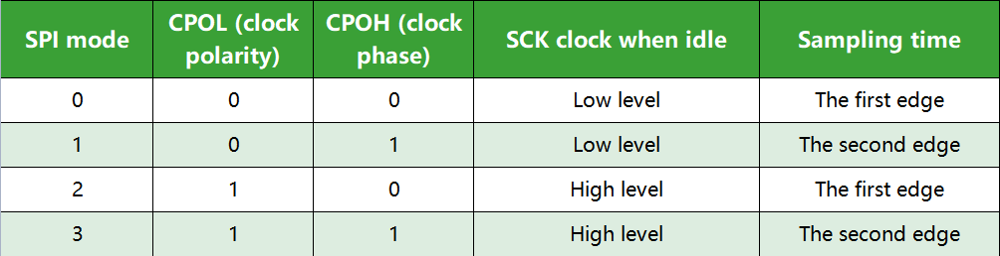 SPI mode CPOL (clock polarity) CPOH (clock phase) SCK clock when idle Sampling time
0 0 0 Low level The first edge
1 0 1 Low level The second edge
2 1 0 High level The first edge
3 1 1 High level The second edge